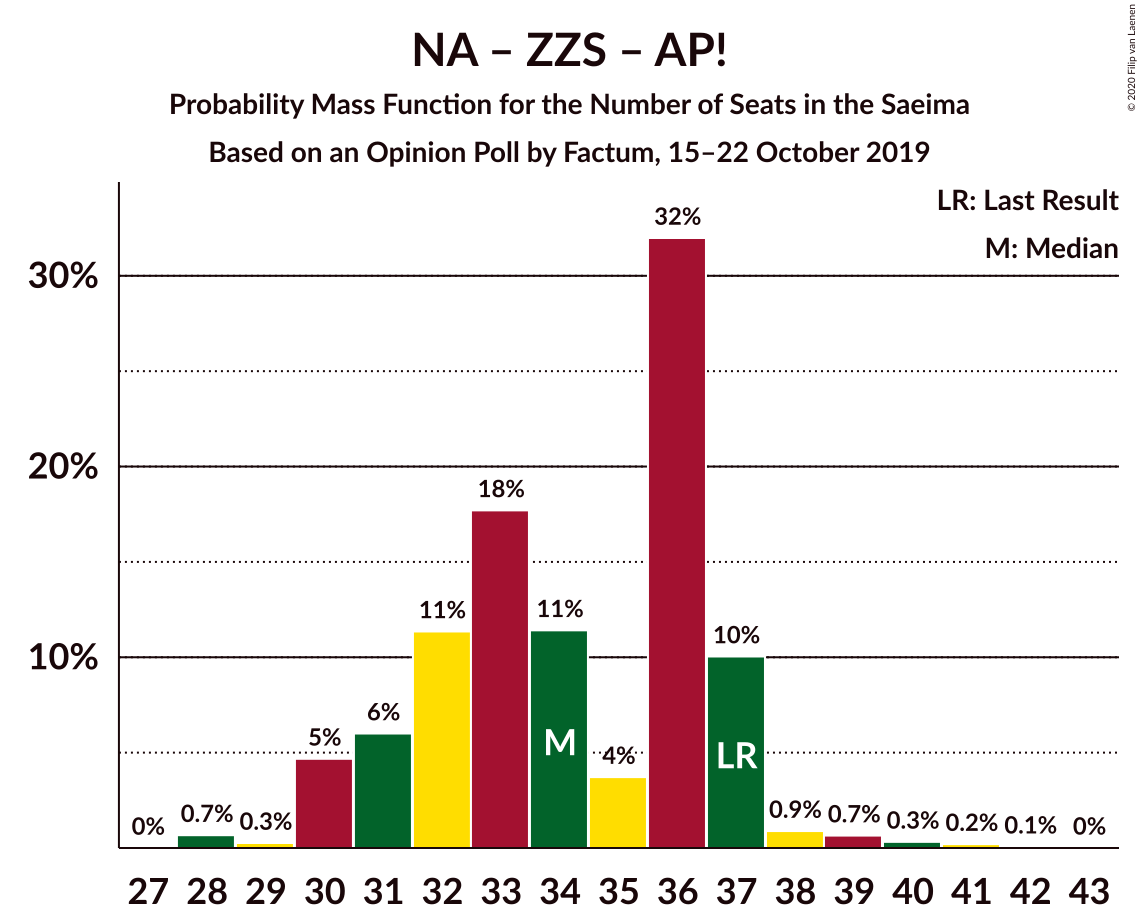 NA – ZZS – AP!
Probability Mass Function for the Number of Seats in the Saeima
Based on an Opinion Poll by Factum, 15–22 October 2019
© 2020 Filip van Laenen
LR: Last Result
M: Median
30%
20%
10%
0%
0.7%
0.3%
5%
6%
11%
18%
11%
4%
32%
10%
0.9%
0.7%
0.3%
0.2%
0.1%
0%
M
LR
27 28 29 30 31 32 33 34 35 36 37 38 39 40 41 42 43